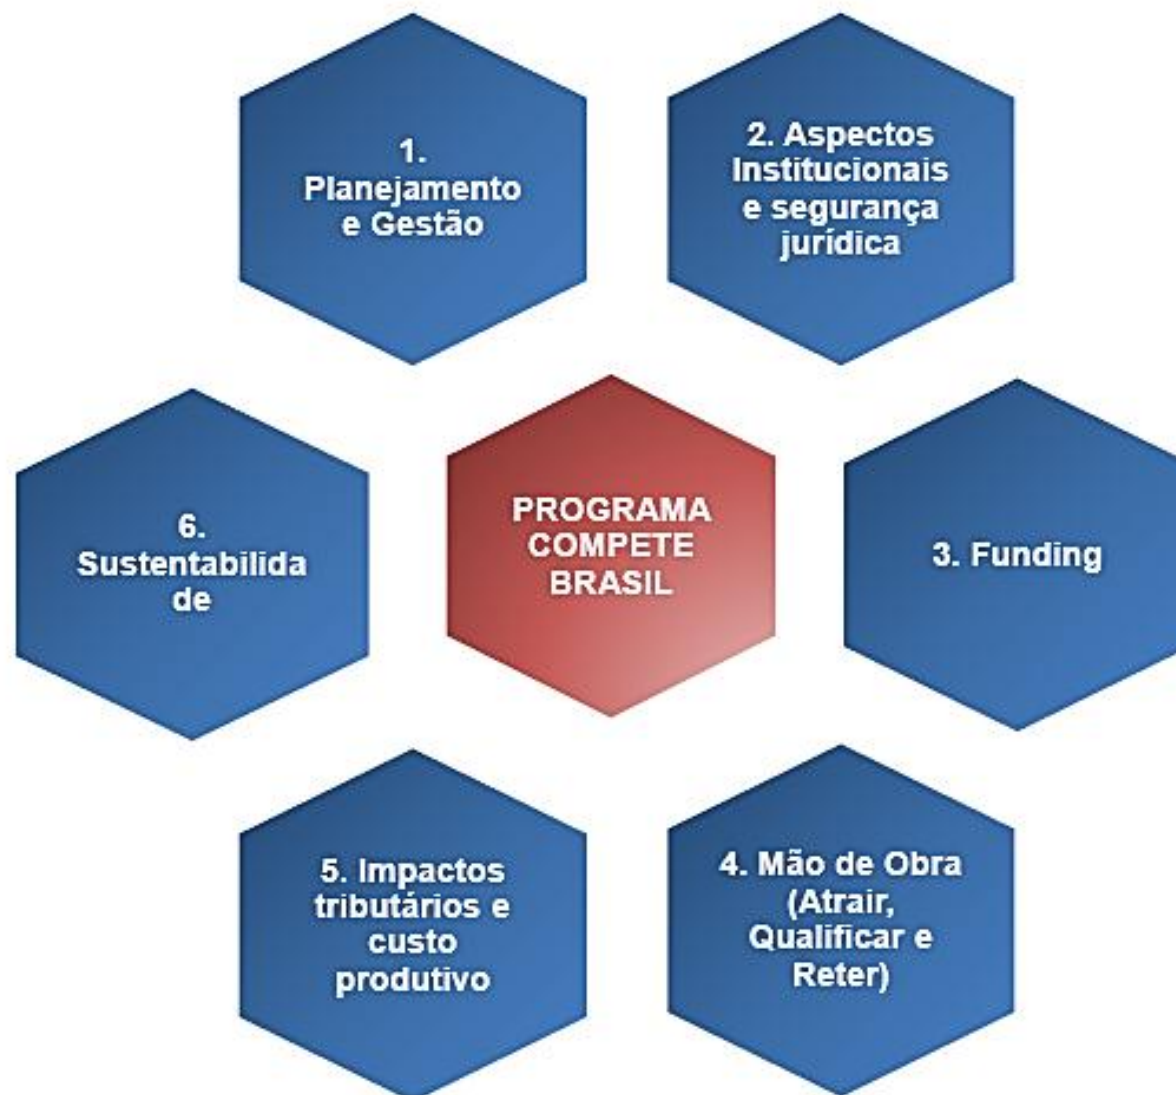 1.
Planejamento
e Gestão
2. Aspectos
Institucionais
e segurança
jurídica
PROGRAMA
COMPETE
BRASIL
3. Funding
6.
Sustentabilida
de
5. Impactos
tributários e
custo
produtivo
4. Mão de Obra
(Atrair,
Qualificar e
Reter)